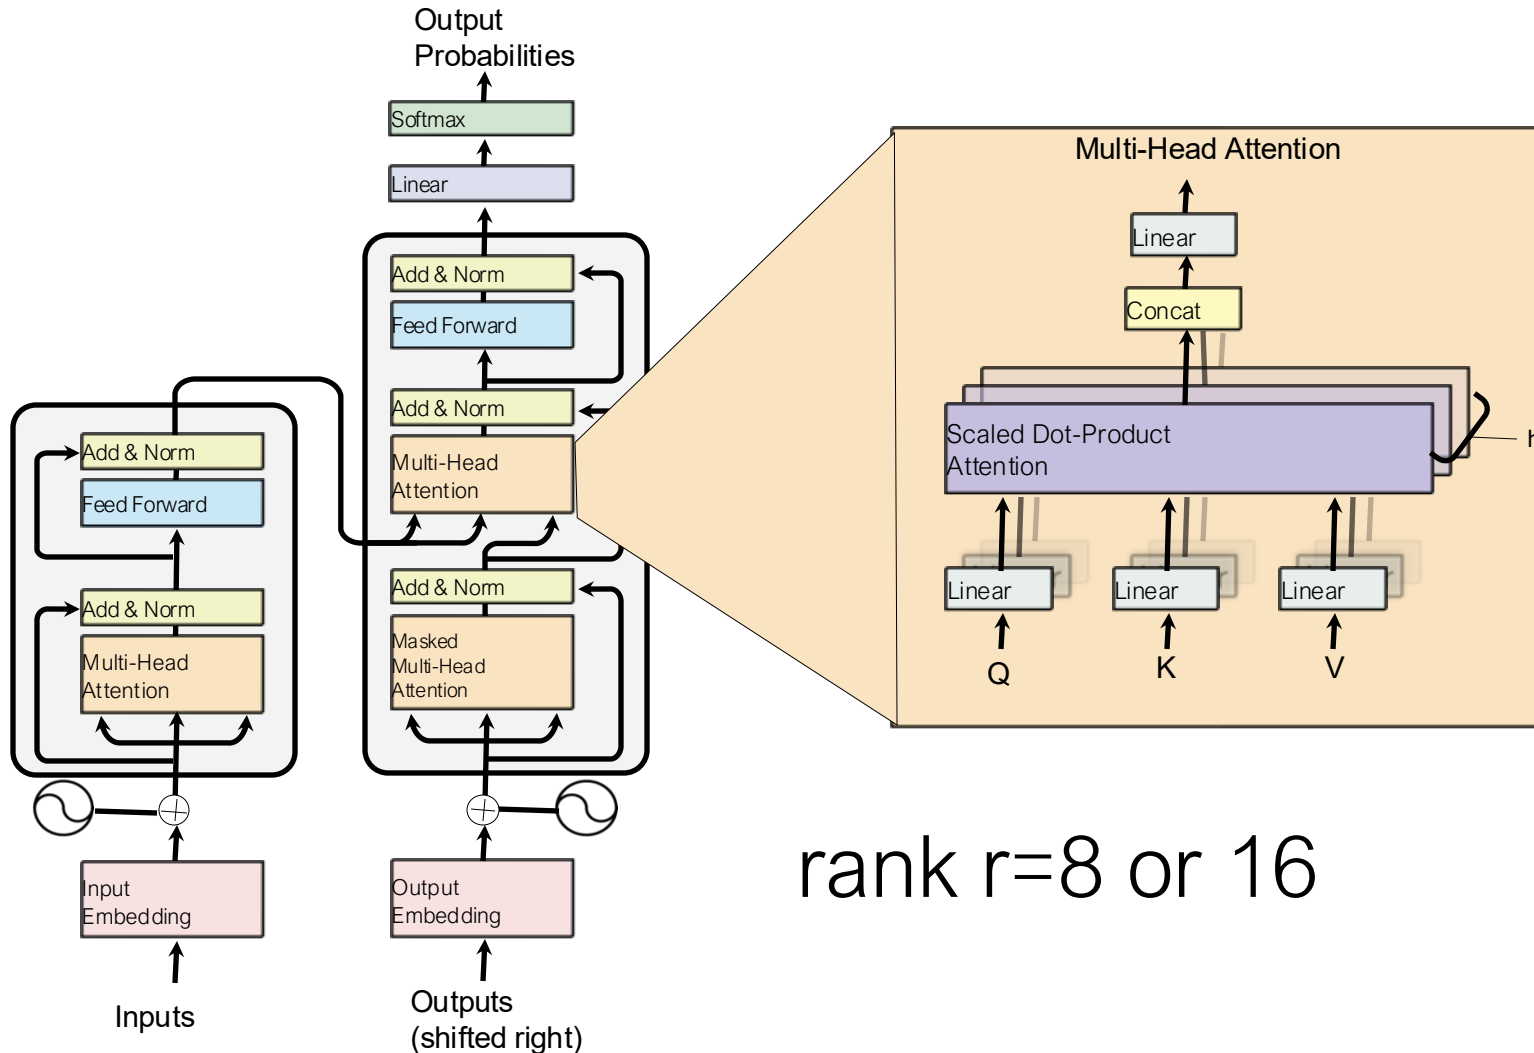 Output
Probabilities
Softmax
Linear
Add & Norm
Feed Forward
Add & Norm
Multi-Head
Attention
Add & Norm
Masked
Multi-Head
Attention
Output
Embedding
Outputs
(shifted right)
Add & Norm
Feed Forward
Add & Norm
Multi-Head
Attention
Input
Embedding
Inputs
Multi-Head Attention
Linear
Concat
Scaled Dot-Product
Attention
h
Linear
Linear
Linear
Q
K
V
rank r=8 or 16